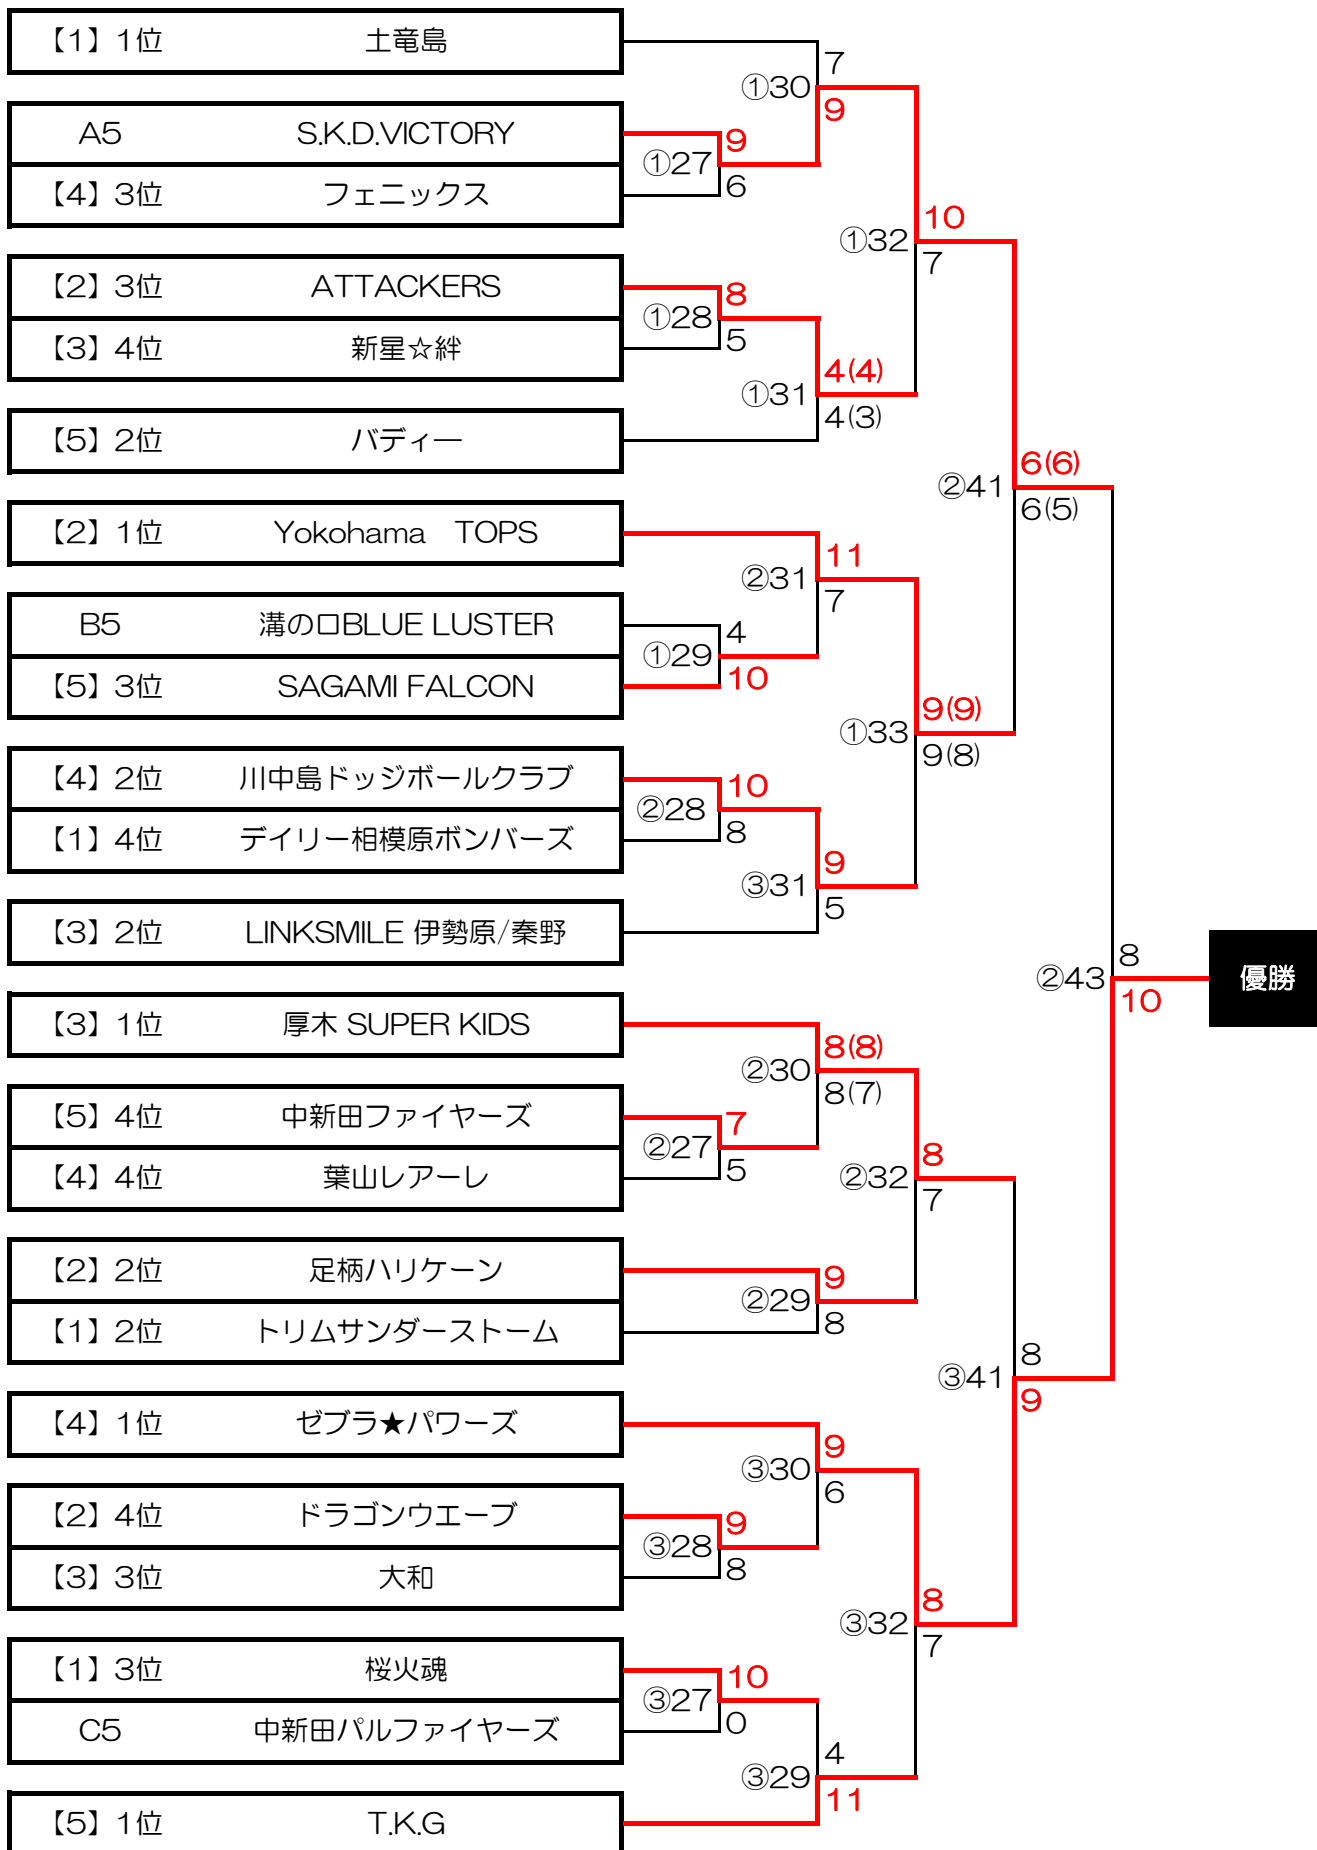 【1】1位 土竜島
7
①30
9
A5 S.K.D.VICTORY
9
①27
【4】3位 フェニックス
6
10
①32
7
【2】3位 ATTACKERS
8
①28
【3】4位 新星☆絆
5
4(4)
①31
4(3)
【5】2位 バディー
6(6)
②41
6(5)
【2】1位 Yokohama TOPS
11
②31
7
B5 溝の口BLUE LUSTER
4
①29
【5】3位 SAGAMI FALCON
10
9(9)
①33
9(8)
【4】2位 川中島ドッジボールクラブ
10
②28
【1】4位 デイリー相模原ボンバーズ
8
9
③31
5
【3】2位 LINKSMILE 伊勢原/秦野
8
②43
10
優勝
【3】1位 厚木 SUPER KIDS
8(8)
②30
8(7)
【5】4位 中新田ファイヤーズ
7
②27
【4】4位 葉山レアーレ
5
8
②32
7
【2】2位 足柄ハリケーン
9
②29
【1】2位 トリムサンダーストーム
8
8
③41
9
【4】1位 ゼブラ★パワーズ
9
③30
6
【2】4位 ドラゴンウエーブ
9
③28
【3】3位 大和
8
8
③32
7
【1】3位 桜火魂
10
③27
C5 中新田パルファイヤーズ
0
4
③29
11
【5】1位 T.K.G